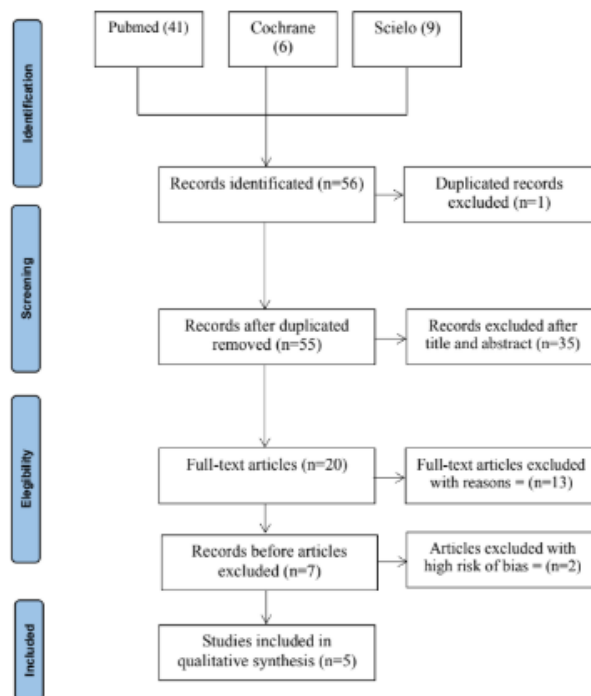 Pubmed (41)
Cochrane
(6)
Scielo (9)
Identification
Records identificated (n=56)
Duplicated records
excluded (n=1)
Screening
Records after duplicated
removed (n=55)
Records excluded after
title and abstract (n=35)
Elegibility
Full-text articles (n=20)
Full-text articles excluded
with reasons = (n=13)
Records before articles
excluded (n=7)
Articles excluded with
high risk of bias = (n=2)
Included
Studies included in
qualitative synthesis (n=5)